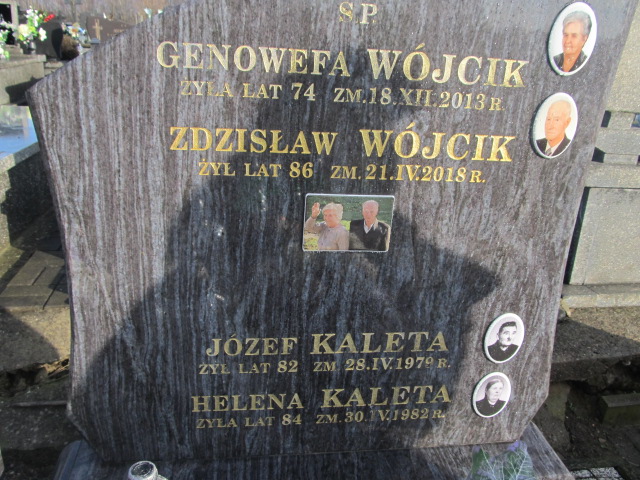 Ś.P.
GENOWEFA WÓJCIK
ŻYŁA LAT 74 ZM. 18.XII.2013 R.
ZDZISŁAW WÓJCIK
ŻYŁ LAT 86 ZM. 21.IV.2018 R.
JÓZEF KALETA
ŻYŁ LAT 82 ZM. 28.IV.1979 R.
HELENA KALETA
ŻYŁA LAT 84 ZM. 30.IV.1982 R.